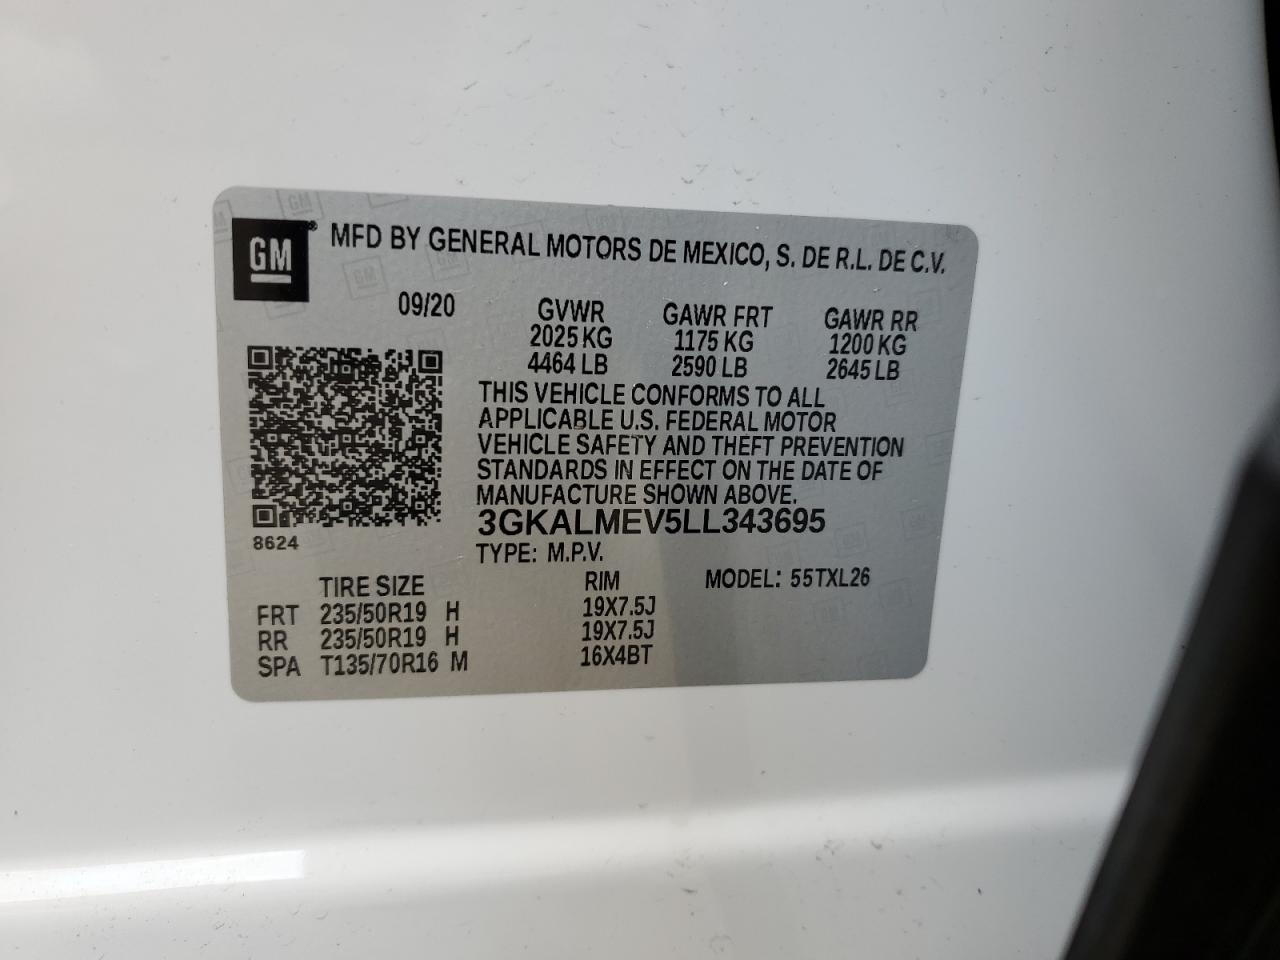 GM® MFD BY GENERAL MOTORS DE MEXICO, S. DE R.L. DE C.V.
09/20 GVWR GAWR FRT GAWR RR
2025 KG 1175 KG 1200 KG
4464 LB 2590 LB 2645 LB
THIS VEHICLE CONFORMS TO ALL
APPLICABLE U.S. FEDERAL MOTOR
VEHICLE SAFETY AND THEFT PREVENTION
STANDARDS IN EFFECT ON THE DATE OF
MANUFACTURE SHOWN ABOVE.
3GKALMEV5LL343695
8624
TYPE: M.P.V.
TIRE SIZE RIM MODEL: 55TXL26
FRT 235/50R19 H 19X7.5J
RR 235/50R19 H 19X7.5J
SPA T135/70R16 M 16X4BT